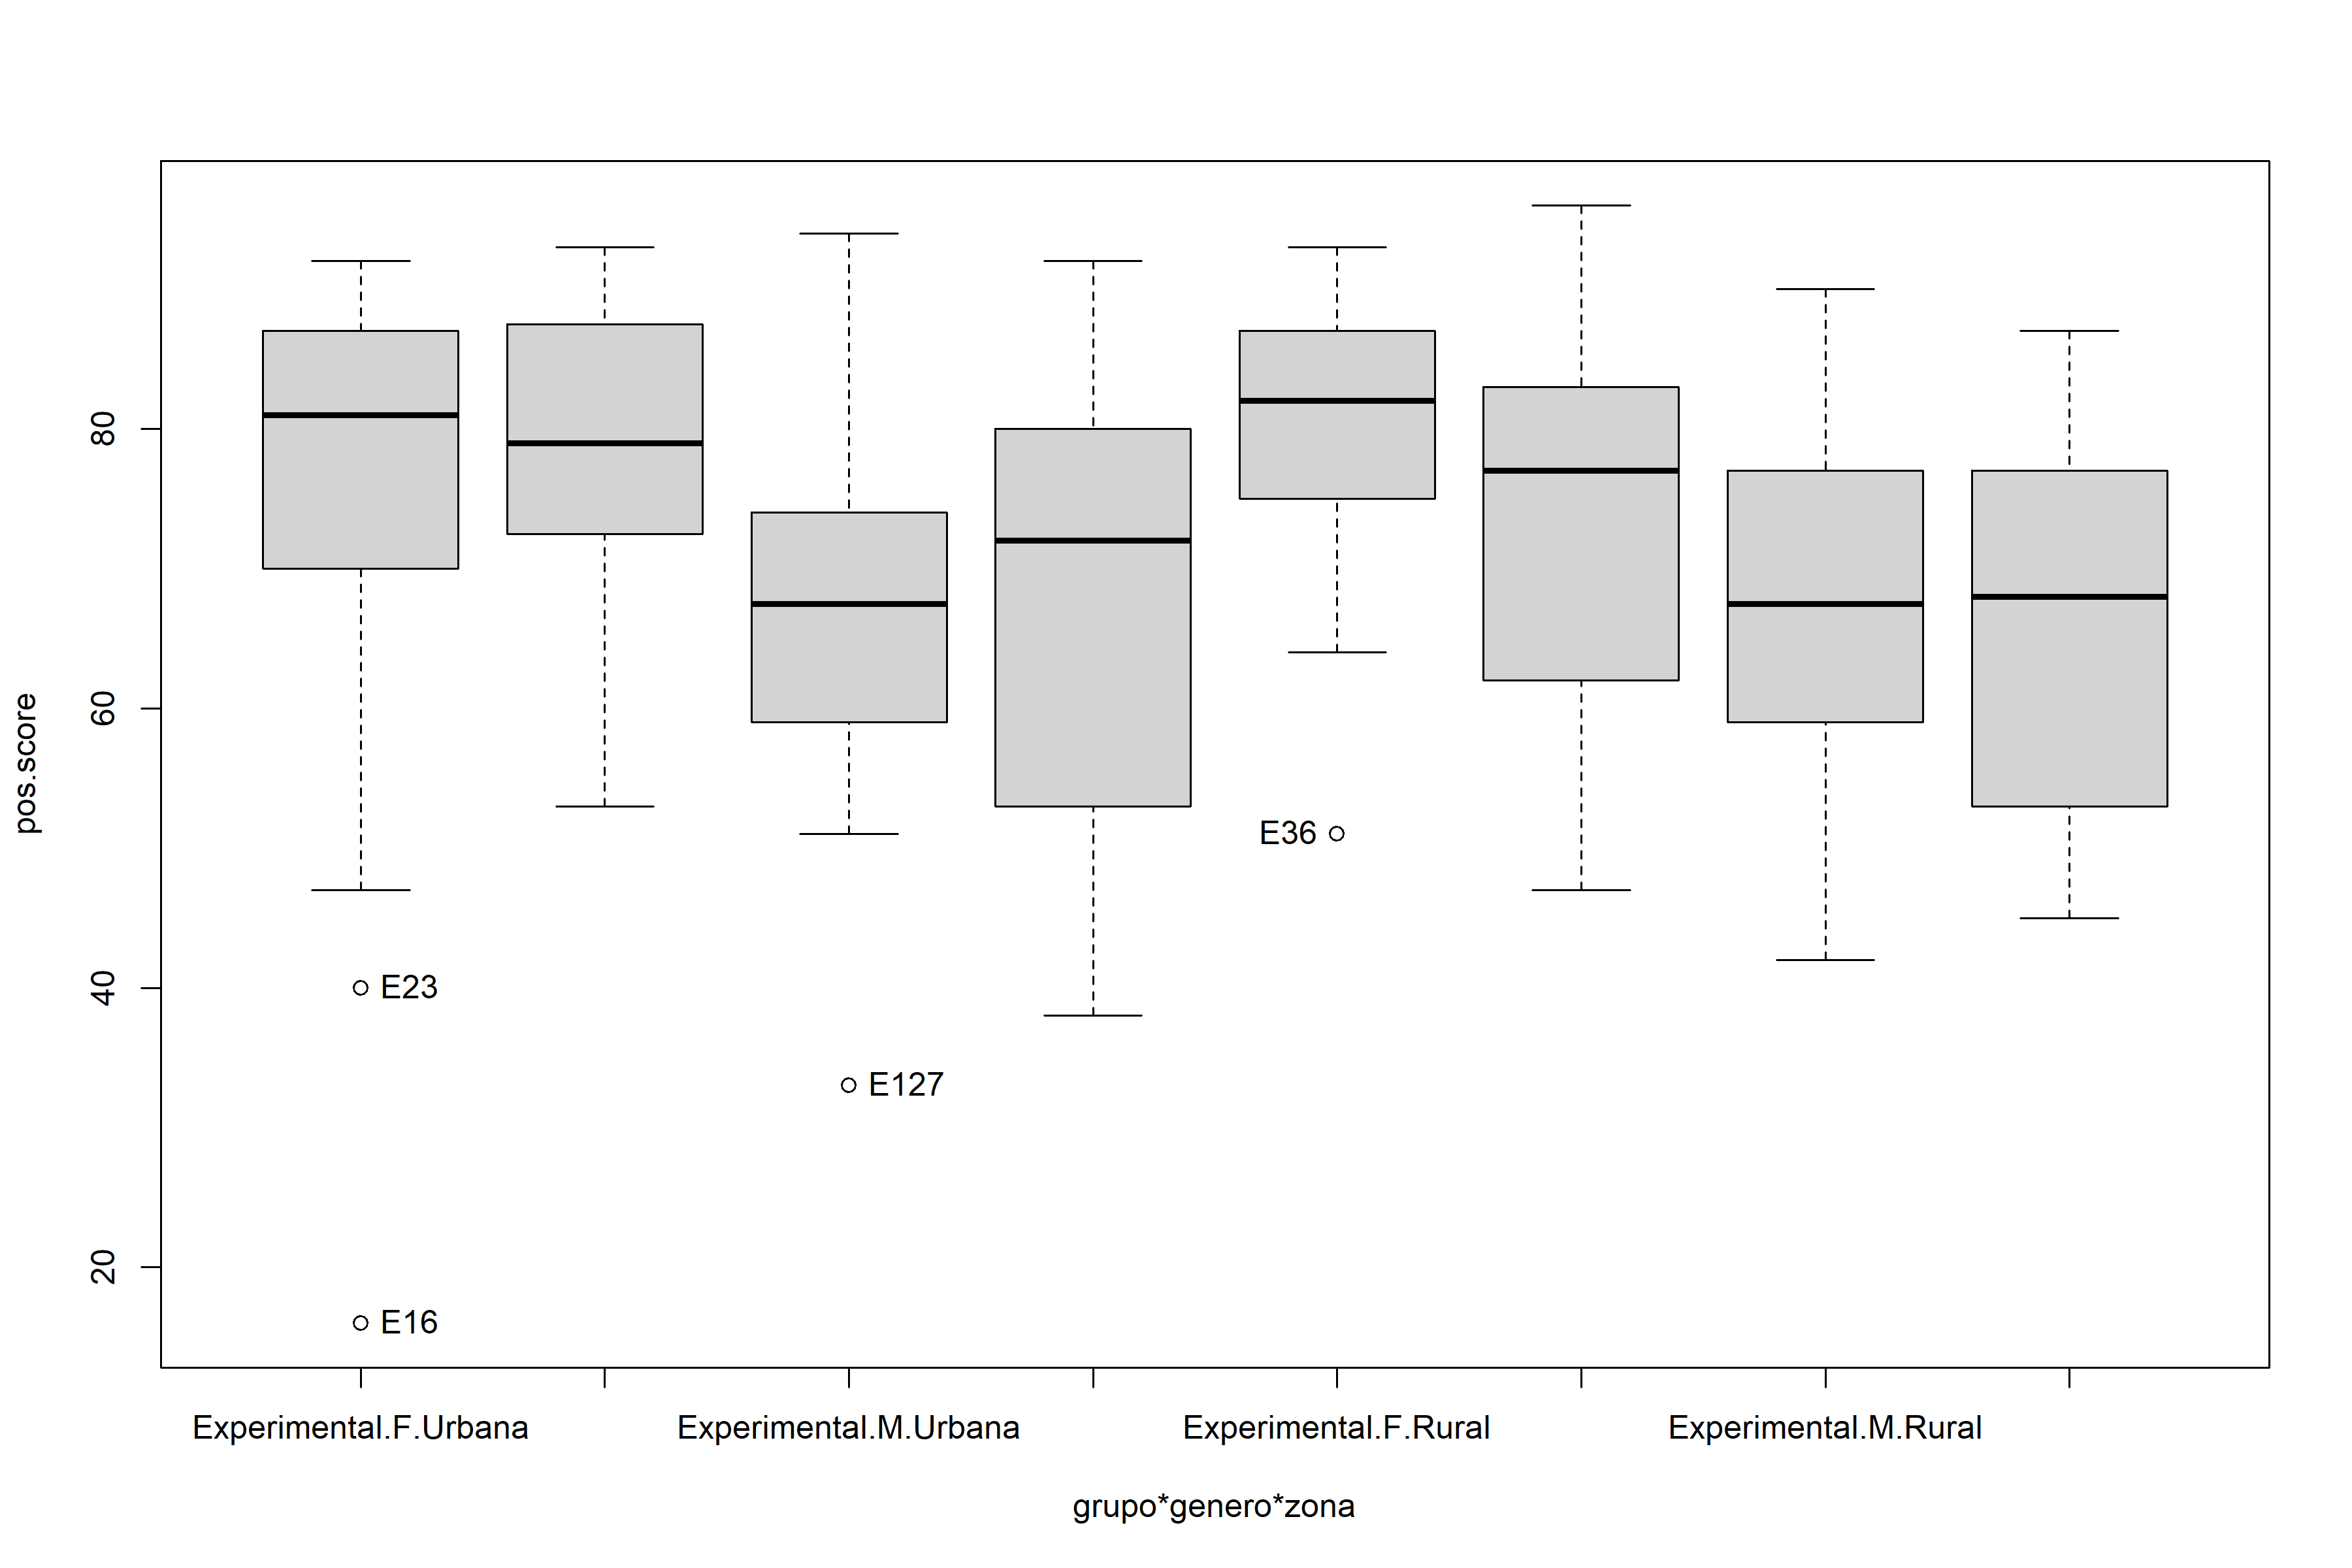 pos.score
80
60
40
20
E36
E23
E127
E16
Experimental.F.Urbana
Experimental.M.Urbana
Experimental.F.Rural
Experimental.M.Rural
grupo*genero*zona